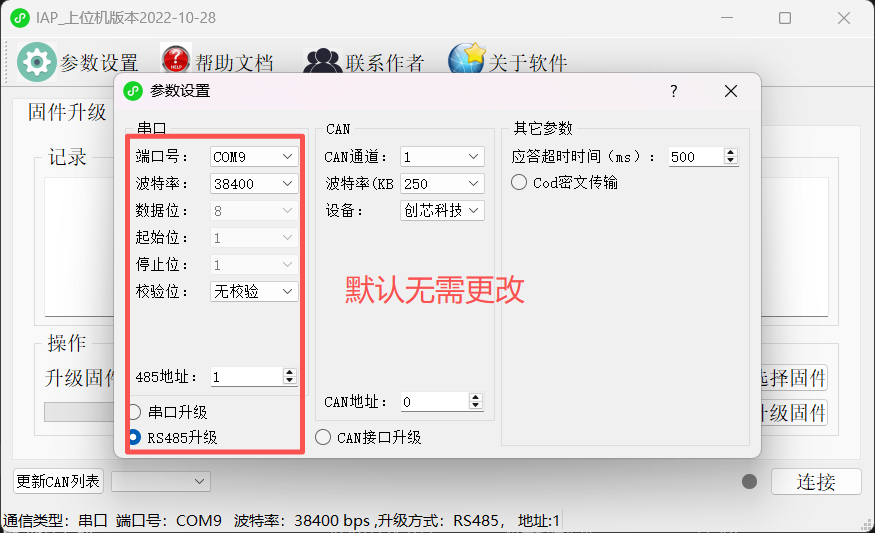 IAP_上位机版本2022-10-28
参数设置 帮助文档 联系作者 关于软件
固件升级
记录
操作
升级固件
选择固件
升级固件
参数设置 ?
串口
端口号： COM9
波特率： 38400
数据位： 8
起始位： 1
停止位： 1
校验位： 无校验
485地址： 1
串口升级
RS485升级
CAN
CAN通道： 1
波特率(KB 250
设备： 创芯科技
默认无需更改
CAN地址： 0
CAN接口升级
其它参数
应答超时时间（ms）： 500
Cod密文传输
更新CAN列表
连接
通信类型：串口 端口号：COM9 波特率：38400 bps ,升级方式：RS485， 地址:1